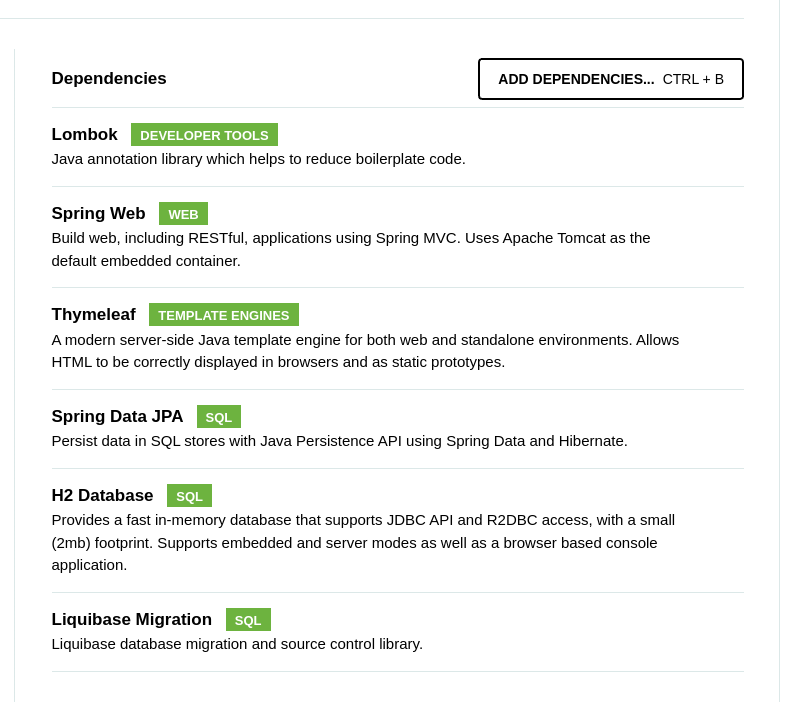 Dependencies ADD DEPENDENCIES... CTRL + B
Lombok DEVELOPER TOOLS
Java annotation library which helps to reduce boilerplate code.
Spring Web WEB
Build web, including RESTful, applications using Spring MVC. Uses Apache Tomcat as the
default embedded container.
Thymeleaf TEMPLATE ENGINES
A modern server-side Java template engine for both web and standalone environments. Allows
HTML to be correctly displayed in browsers and as static prototypes.
Spring Data JPA SQL
Persist data in SQL stores with Java Persistence API using Spring Data and Hibernate.
H2 Database SQL
Provides a fast in-memory database that supports JDBC API and R2DBC access, with a small
(2mb) footprint. Supports embedded and server modes as well as a browser based console
application.
Liquibase Migration SQL
Liquibase database migration and source control library.